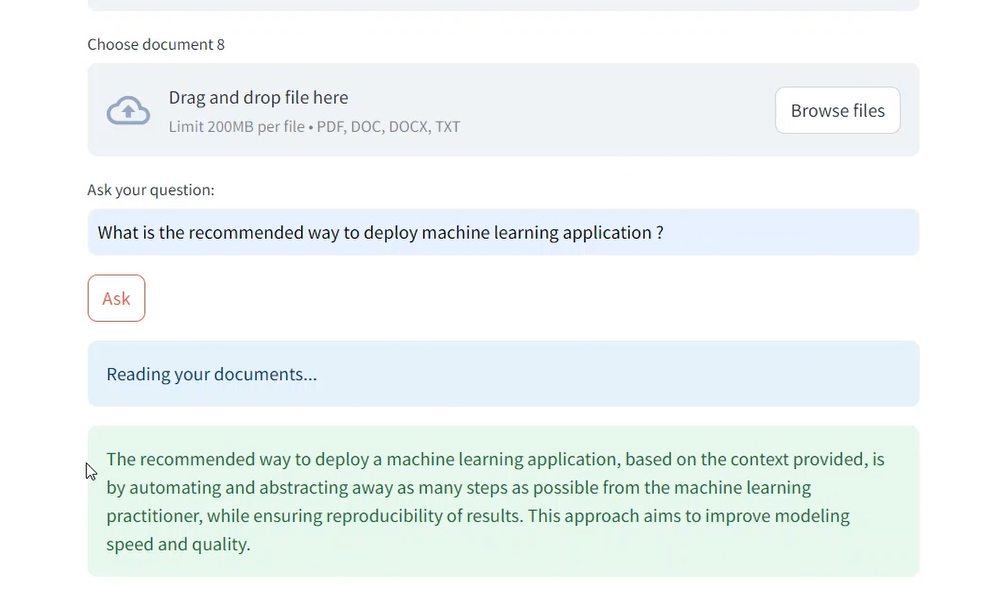 Choose document 8
Drag and drop file here
Limit 200MB per file • PDF, DOC, DOCX, TXT
Browse files
Ask your question:
What is the recommended way to deploy machine learning application ?
Ask
Reading your documents...
The recommended way to deploy a machine learning application, based on the context provided, is
by automating and abstracting away as many steps as possible from the machine learning
practitioner, while ensuring reproducibility of results. This approach aims to improve modeling
speed and quality.